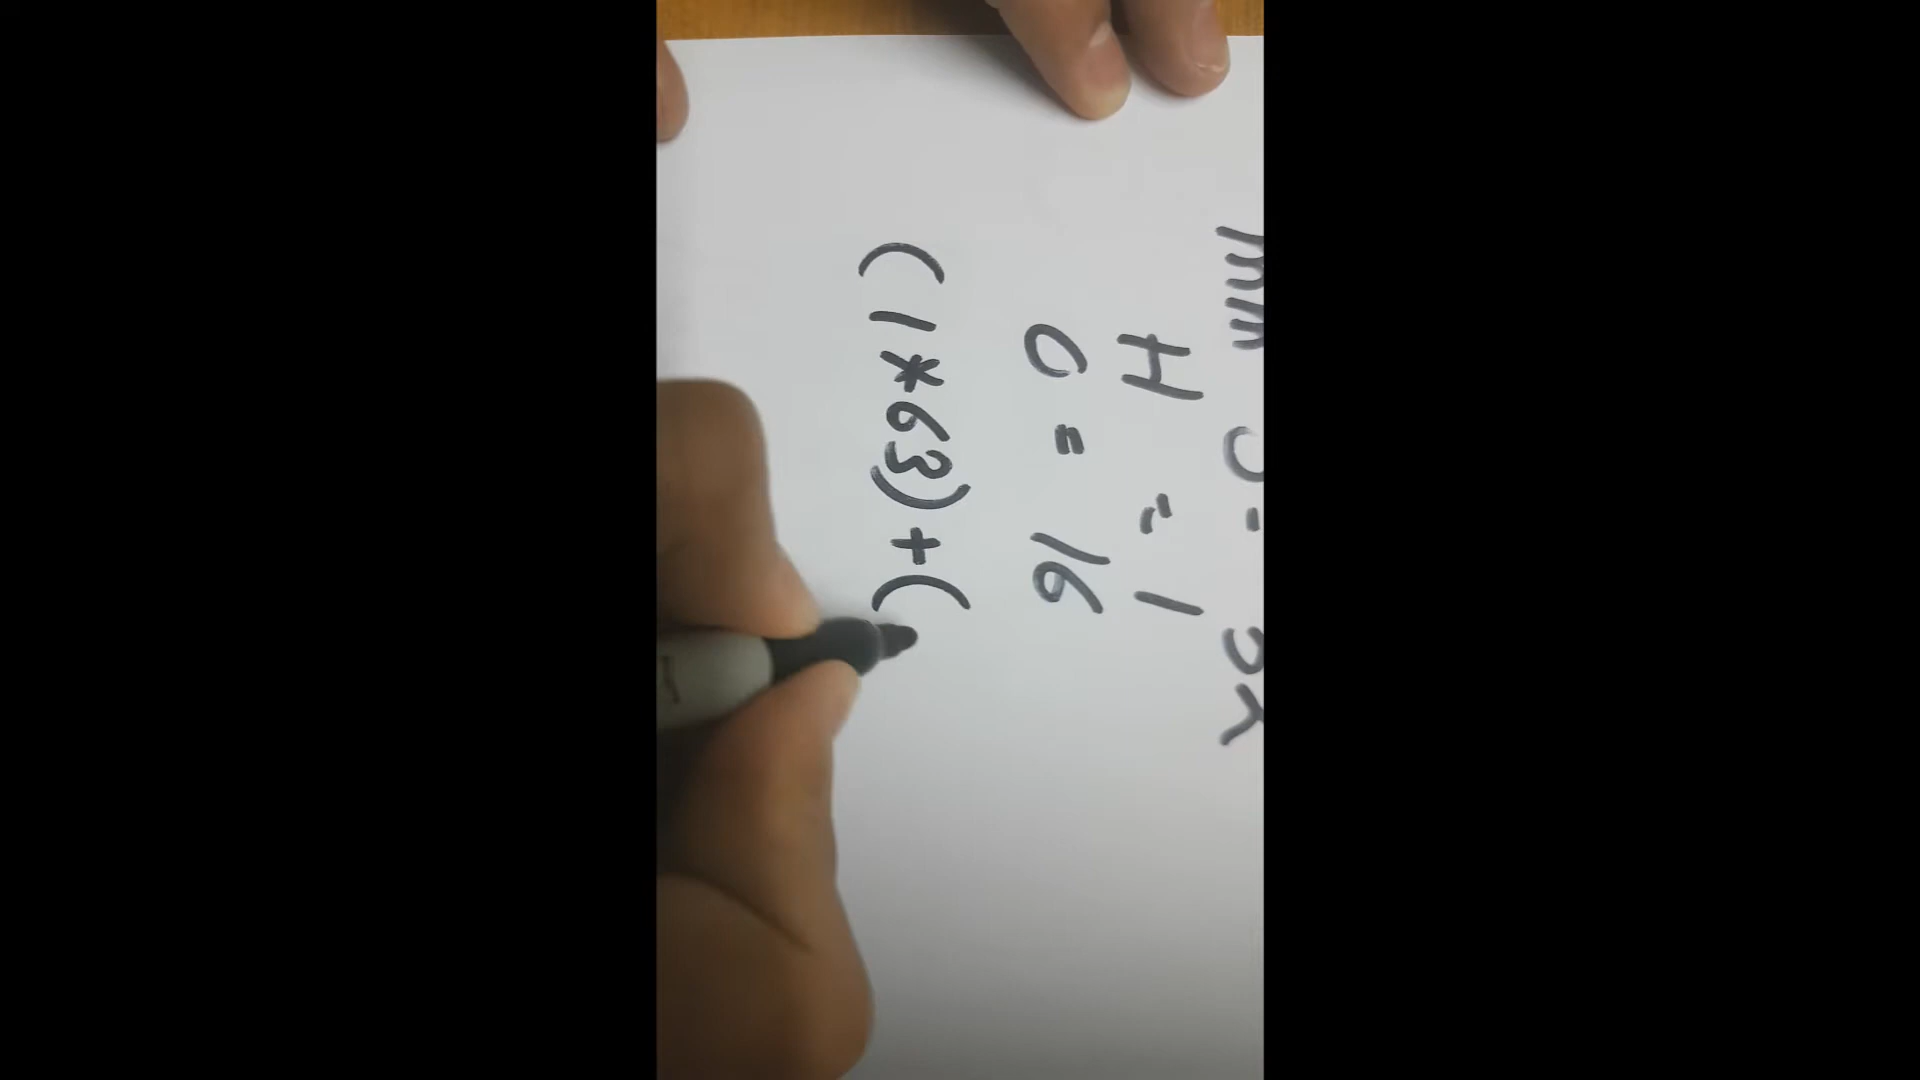 H = 1
O = 16
(1*63)+(